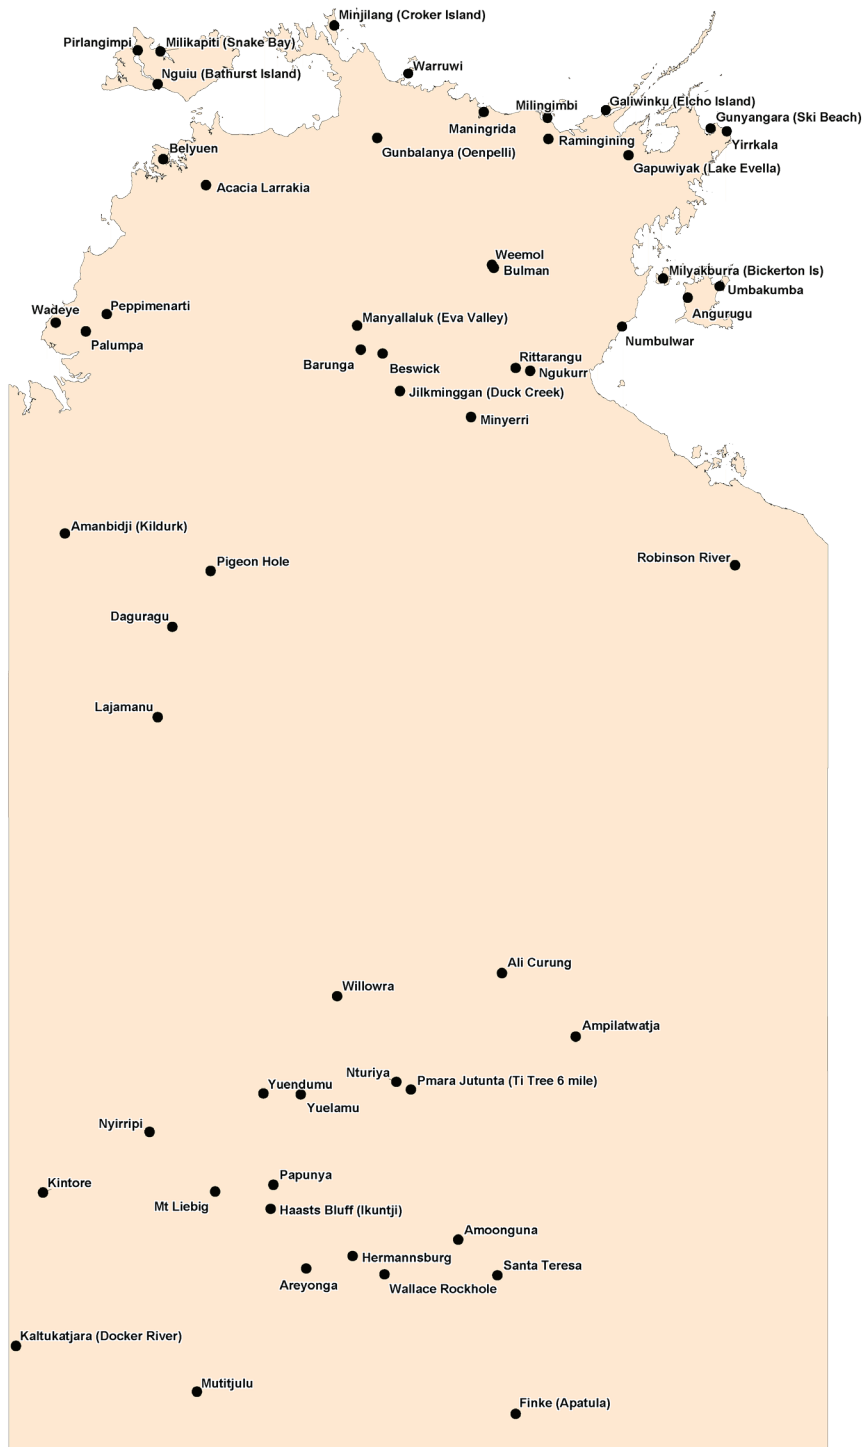 Minjilang (Croker Island)
Pirlangimpi
Milikapiti (Snake Bay)
Warruwi
Nguiu (Bathurst Island)
Milingimbi
Galiwinku (Elcho Island)
Gunyangara (Ski Beach)
Maningrida
Ramingining
Yirrkala
Belyuen
Gunbalanya (Oenpelli)
Gapuwiyak (Lake Evella)
Acacia Larrakia
Weemol
Bulman
Milyakburra (Bickerton Is)
Umbakumba
Wadeye
Peppimenarti
Angurugu
Manyallaluk (Eva Valley)
Palumpa
Numbulwar
Barunga
Beswick
Rittarangu
Ngukurr
Jilkminggan (Duck Creek)
Minyerri
Amanbidji (Kildurk)
Pigeon Hole
Robinson River
Daguragu
Lajamanu
Ali Curung
Willowra
Ampilatwatja
Nturiya
Pmara Jutunta (Ti Tree 6 mile)
Yuendumu
Yuelamu
Nyirripi
Papunya
Kintore
Mt Liebig
Haasts Bluff (Ikuntji)
Amoonguna
Hermannsburg
Santa Teresa
Areyonga
Wallace Rockhole
Kaltukatjara (Docker River)
Mutitjulu
Finke (Apatula)